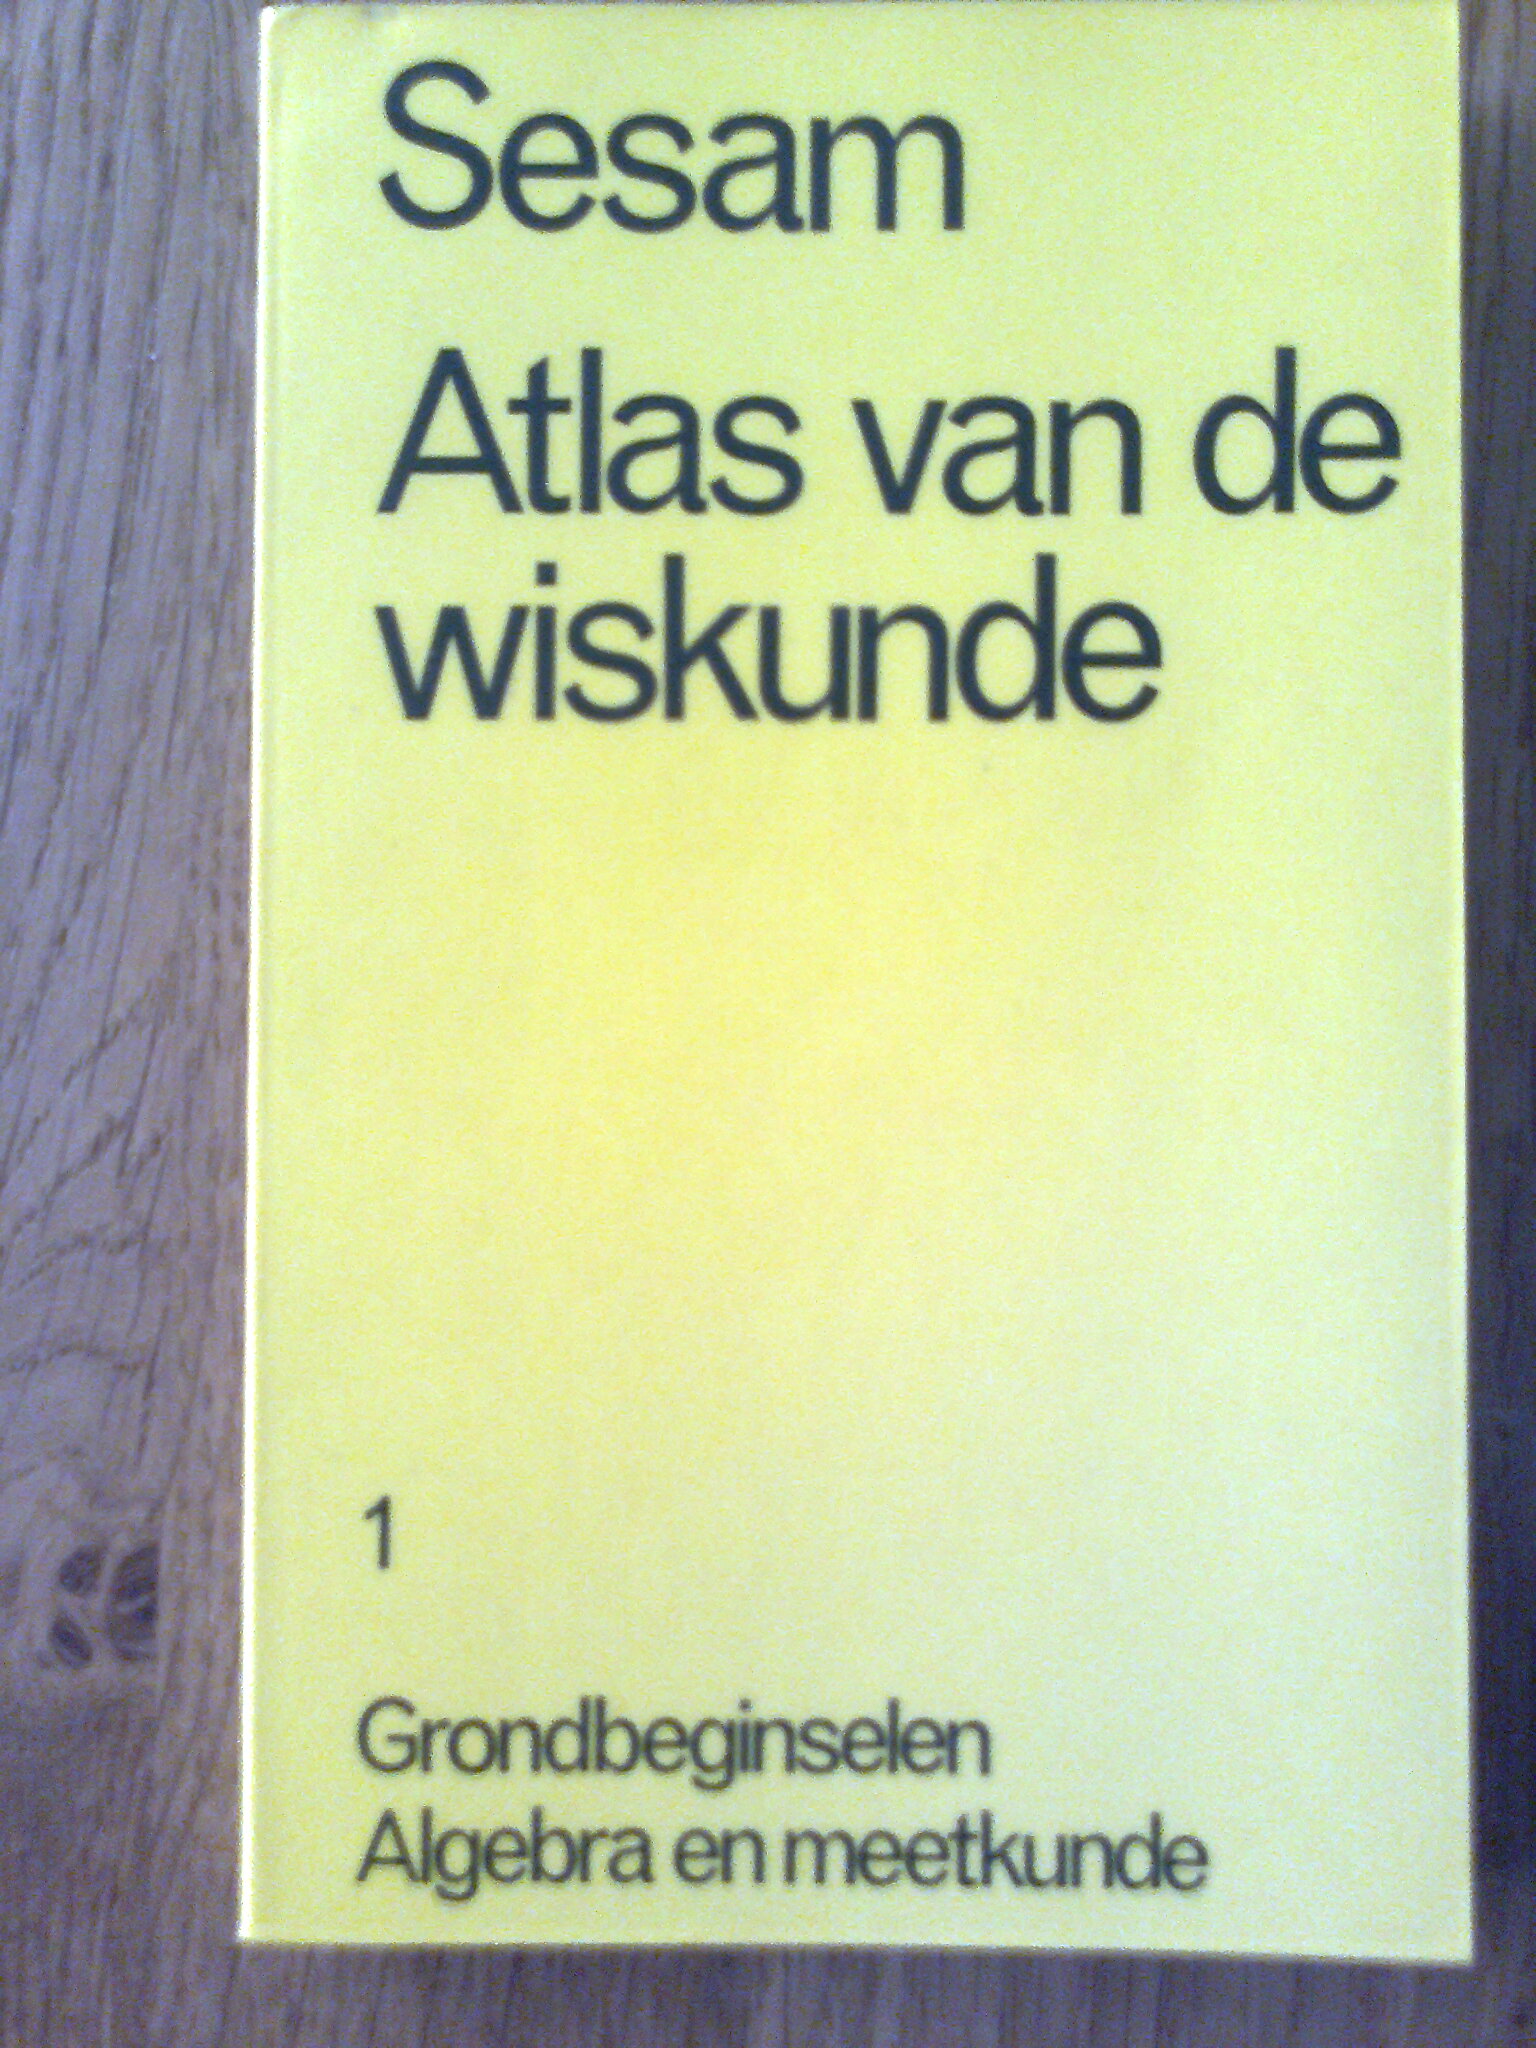 Sesam
Atlas van de
wiskunde
1
Grondbeginselen
Algebra en meetkunde